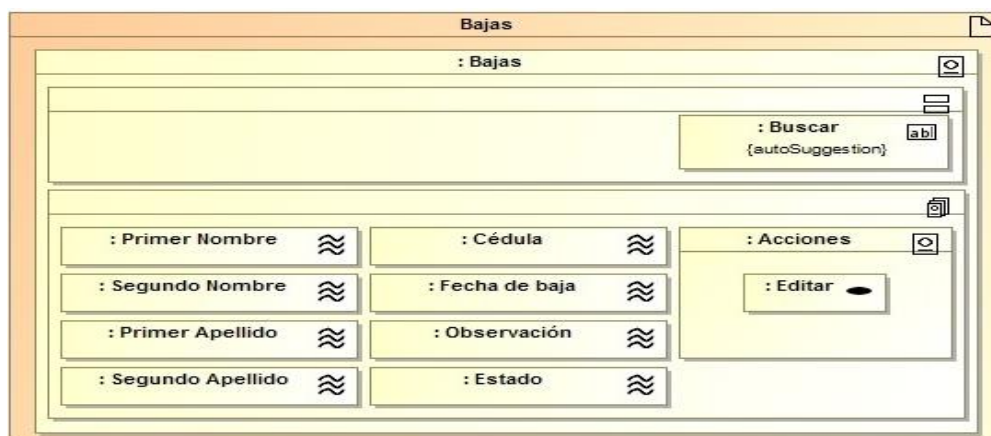 Bajas
: Bajas
: Buscar
abl
{autoSuggestion}
: Primer Nombre
: Cédula
: Acciones
: Segundo Nombre
: Fecha de baja
: Editar
: Primer Apellido
: Observación
: Segundo Apellido
: Estado